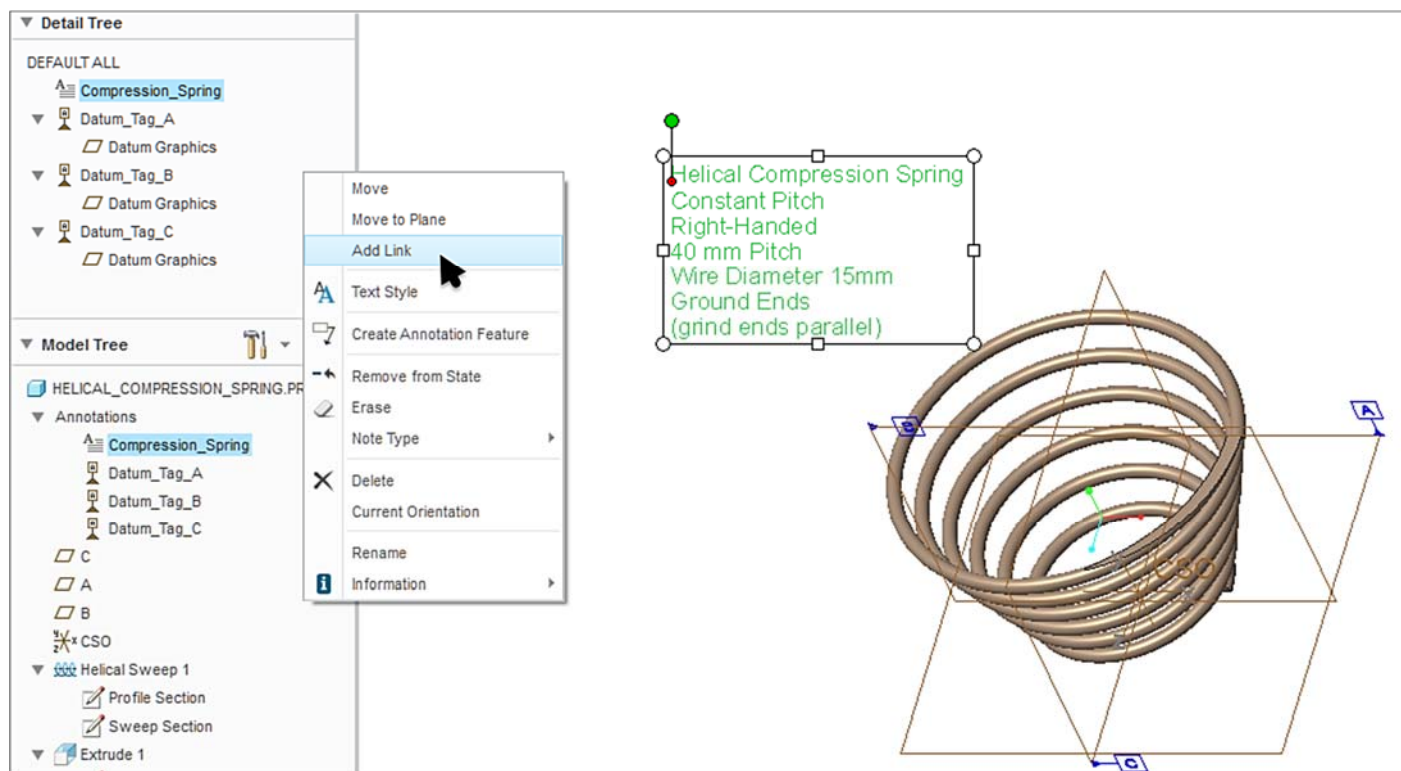 Detail Tree
DEFAULT ALL
Compression_Spring
Datum_Tag_A
Datum Graphics
Datum_Tag_B
Datum Graphics
Datum_Tag_C
Datum Graphics
Model Tree
HELICAL_COMPRESSION_SPRING.PR
Annotations
Compression_Spring
Datum_Tag_A
Datum_Tag_B
Datum_Tag_C
C
A
B
CSO
Helical Sweep 1
Profile Section
Sweep Section
Extrude 1
Move
Move to Plane
Add Link
Text Style
Create Annotation Feature
Remove from State
Erase
Note Type
Delete
Current Orientation
Rename
Information
Helical Compression Spring
Constant Pitch
Right-Handed
40 mm Pitch
Wire Diameter 15mm
Ground Ends
(grind ends parallel)
A
B
CSO
X
Z
C